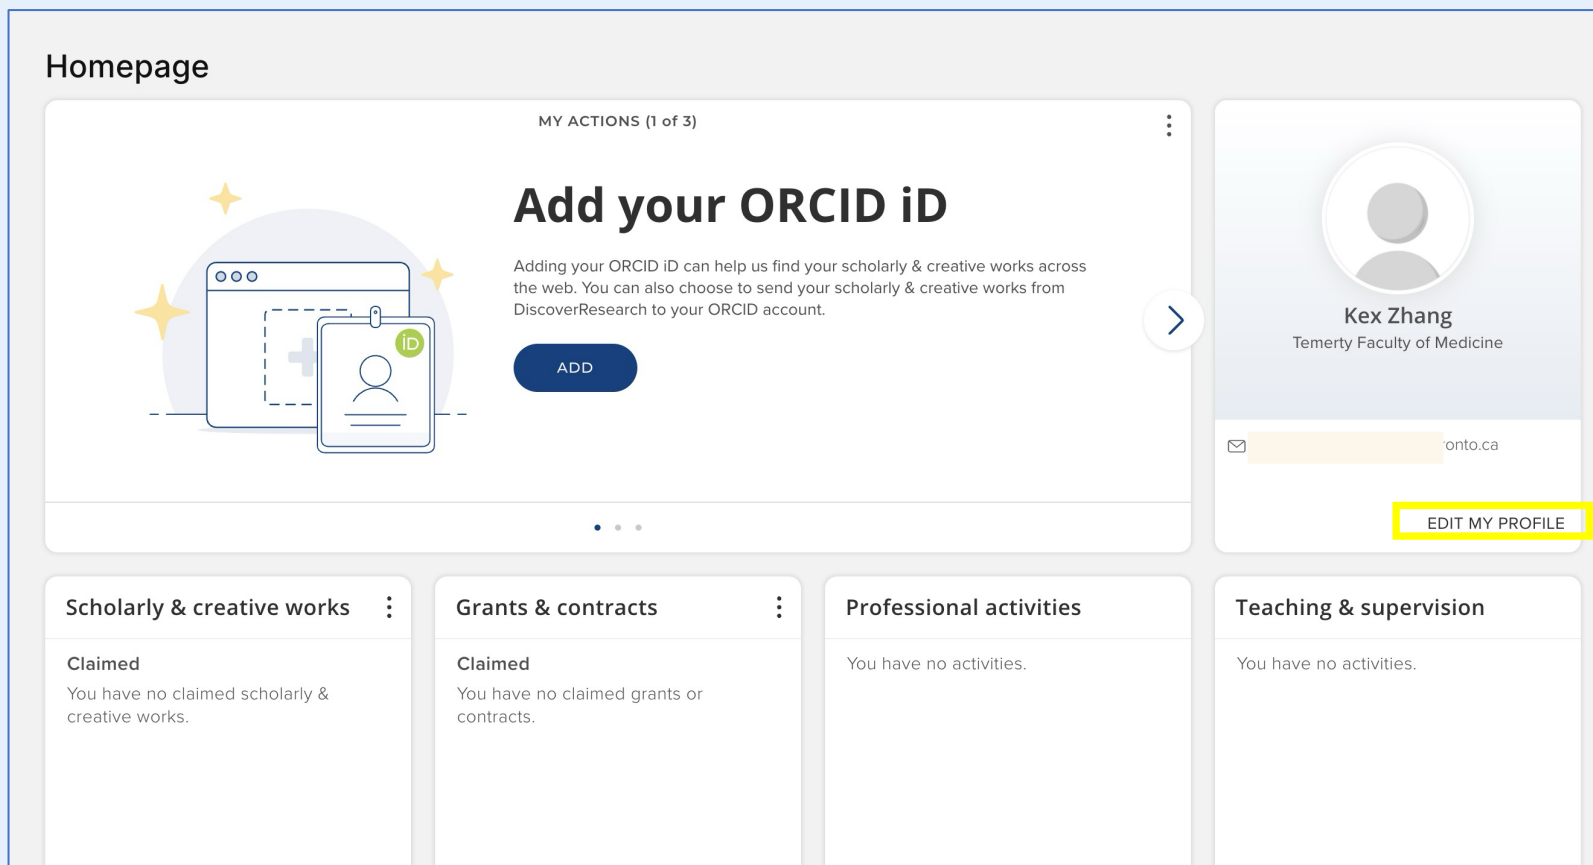 Homepage
MY ACTIONS (1 of 3)
Add your ORCID iD
Adding your ORCID iD can help us find your scholarly & creative works across
the web. You can also choose to send your scholarly & creative works from
DiscoverResearch to your ORCID account.
ADD
iD
Kex Zhang
Temerty Faculty of Medicine
onto.ca
EDIT MY PROFILE
Scholarly & creative works
Claimed
You have no claimed scholarly &
creative works.
Grants & contracts
Claimed
You have no claimed grants or
contracts.
Professional activities
You have no activities.
Teaching & supervision
You have no activities.